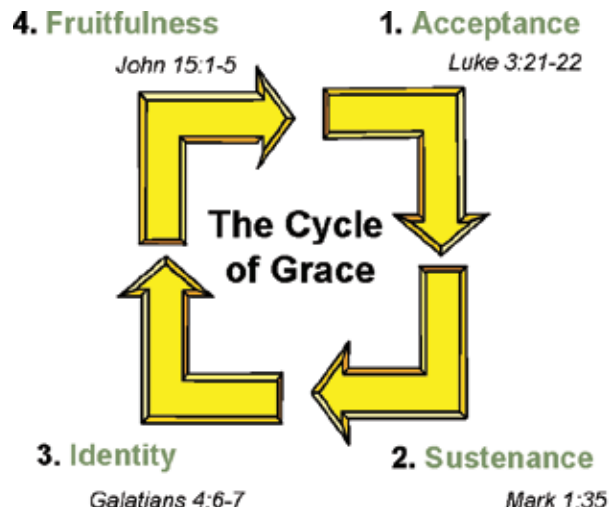 4. Fruitfulness
John 15:1-5
1. Acceptance
Luke 3:21-22
The Cycle
of Grace
3. Identity
Galatians 4:6-7
2. Sustenance
Mark 1:35